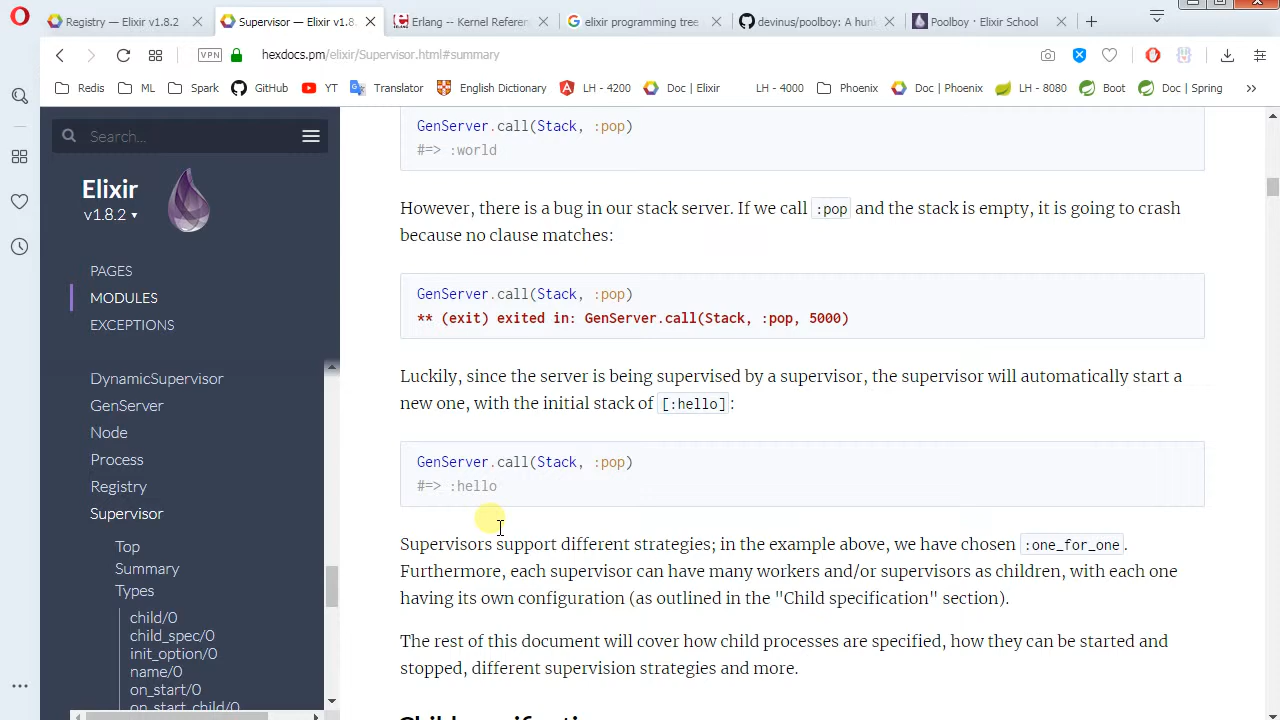 Registry — Elixir v1.8.2
Supervisor — Elixir v1.8.
Erlang -- Kernel Referen
elixir programming tree
devinus/poolboy: A hun
Poolboy · Elixir School
VPN
hexdocs.pm/elixir/Supervisor.html#summary
Redis
ML
Spark
GitHub
YT
Translator
English Dictionary
LH - 4200
Doc | Elixir
LH - 4000
Phoenix
Doc | Phoenix
LH - 8080
Boot
Doc | Spring
Search...
Elixir
v1.8.2
PAGES
MODULES
EXCEPTIONS
DynamicSupervisor
GenServer
Node
Process
Registry
Supervisor
Top
Summary
Types
child/0
child_spec/0
init_option/0
name/0
on_start/0
on_start_child/0
GenServer.call(Stack, :pop)
#=> :world
However, there is a bug in our stack server. If we call :pop and the stack is empty, it is going to crash
because no clause matches:
GenServer.call(Stack, :pop)
** (exit) exited in: GenServer.call(Stack, :pop, 5000)
Luckily, since the server is being supervised by a supervisor, the supervisor will automatically start a
new one, with the initial stack of [:hello]:
GenServer.call(Stack, :pop)
#=> :hello
Supervisors support different strategies; in the example above, we have chosen :one_for_one.
Furthermore, each supervisor can have many workers and/or supervisors as children, with each one
having its own configuration (as outlined in the "Child specification" section).
The rest of this document will cover how child processes are specified, how they can be started and
stopped, different supervision strategies and more.